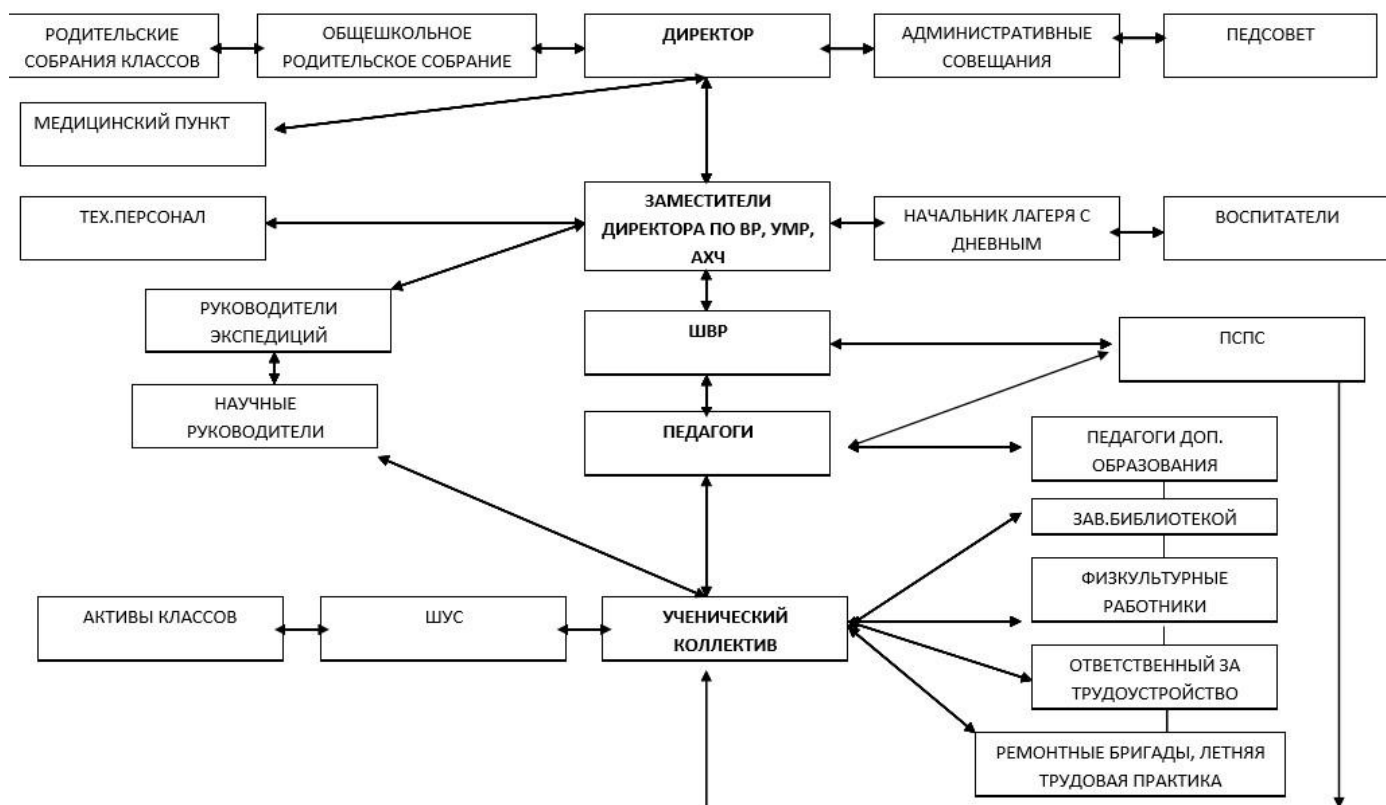 РОДИТЕЛЬСКИЕ
СОБРАНИЯ КЛАССОВ
ОБЩЕШКОЛЬНОЕ
РОДИТЕЛЬСКОЕ СОБРАНИЕ
ДИРЕКТОР
АДМИНИСТРАТИВНЫЕ
СОВЕЩАНИЯ
ПЕДСОВЕТ
МЕДИЦИНСКИЙ ПУНКТ
ТЕХ.ПЕРСОНАЛ
ЗАМЕСТИТЕЛИ
ДИРЕКТОРА ПО ВР, УМР,
АХЧ
НАЧАЛЬНИК ЛАГЕРЯ С
ДНЕВНЫМ
ВОСПИТАТЕЛИ
РУКОВОДИТЕЛИ
ЭКСПЕДИЦИЙ
ШВР
ПСПС
НАУЧНЫЕ
РУКОВОДИТЕЛИ
ПЕДАГОГИ
ПЕДАГОГИ ДОП.
ОБРАЗОВАНИЯ
ЗАВ.БИБЛИОТЕКОЙ
ФИЗКУЛЬТУРНЫЕ
РАБОТНИКИ
АКТИВЫ КЛАССОВ
ШУС
УЧЕНИЧЕСКИЙ
КОЛЛЕКТИВ
ОТВЕТСТВЕННЫЙ ЗА
ТРУДОУСТРОЙСТВО
РЕМОНТНЫЕ БРИГАДЫ, ЛЕТНЯЯ
ТРУДОВАЯ ПРАКТИКА